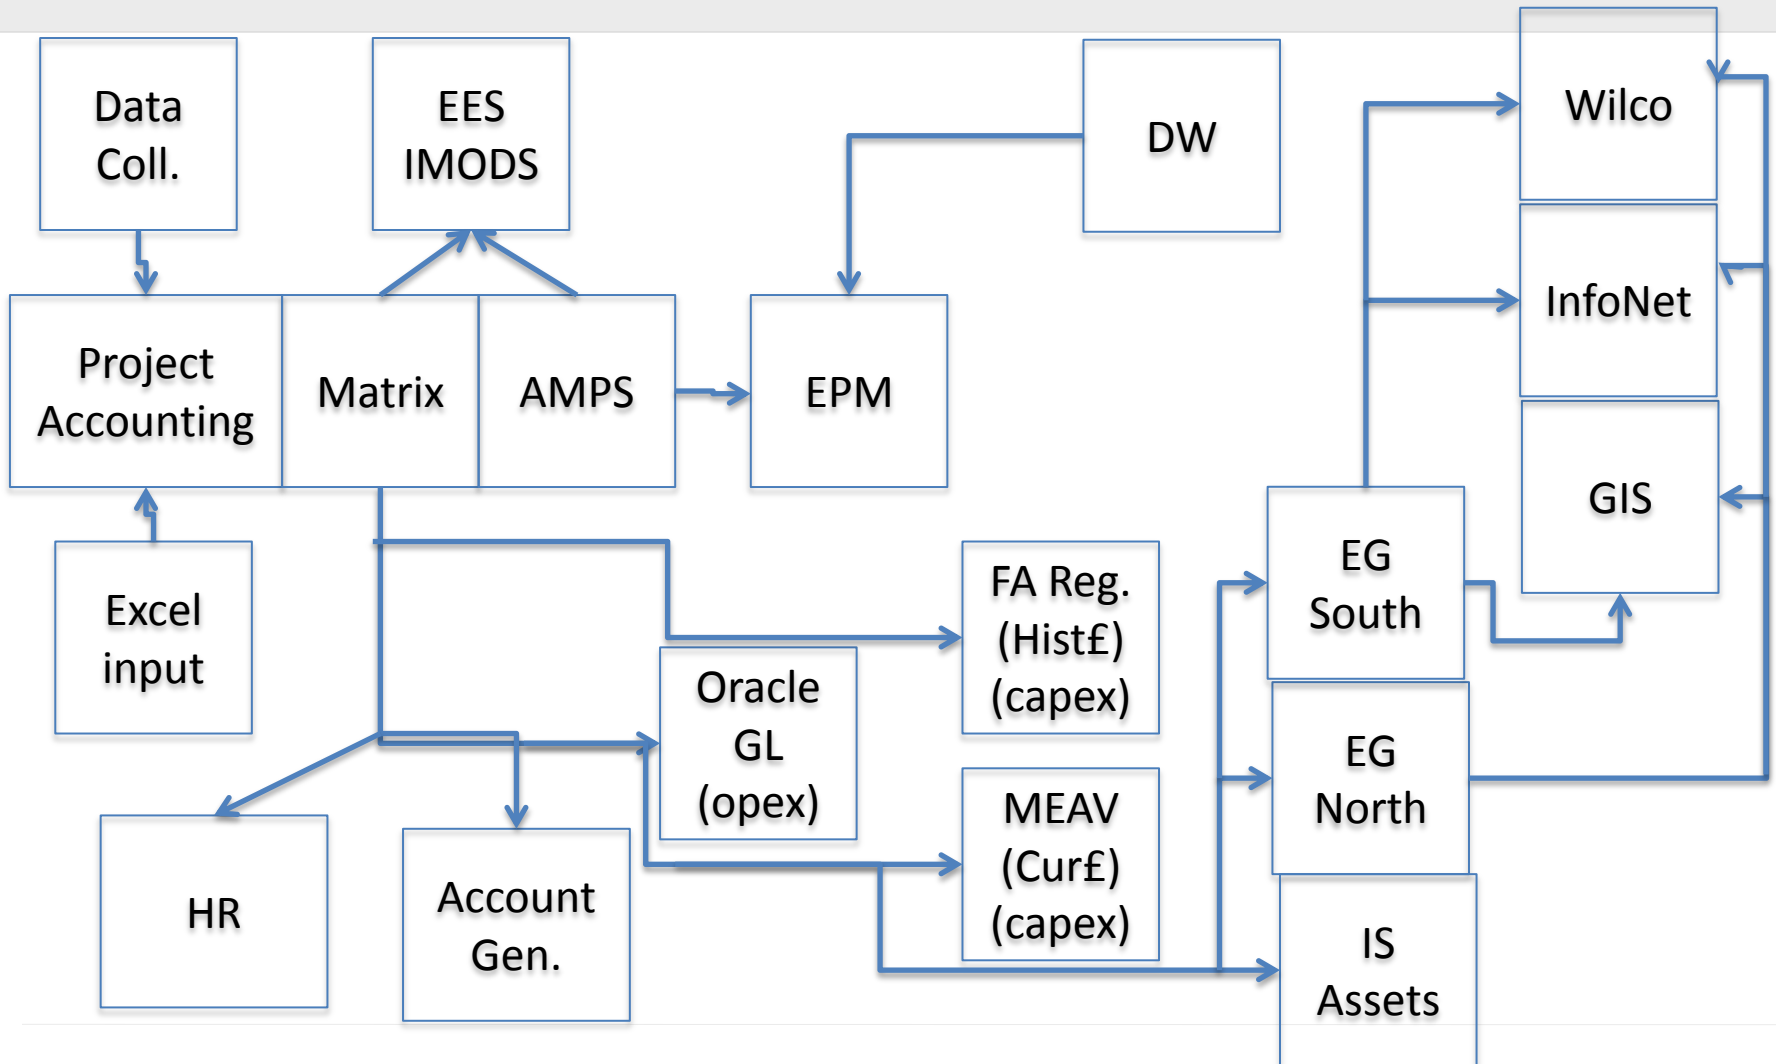 Data
Coll.
EES
IMODS
DW
Wilco
InfoNet
Project
Accounting
Matrix
AMPS
EPM
GIS
Excel
input
FA Reg.
(Hist£)
(capex)
EG
South
Oracle
GL
(opex)
EG
North
MEAV
(Cur£)
(capex)
HR
Account
Gen.
IS
Assets